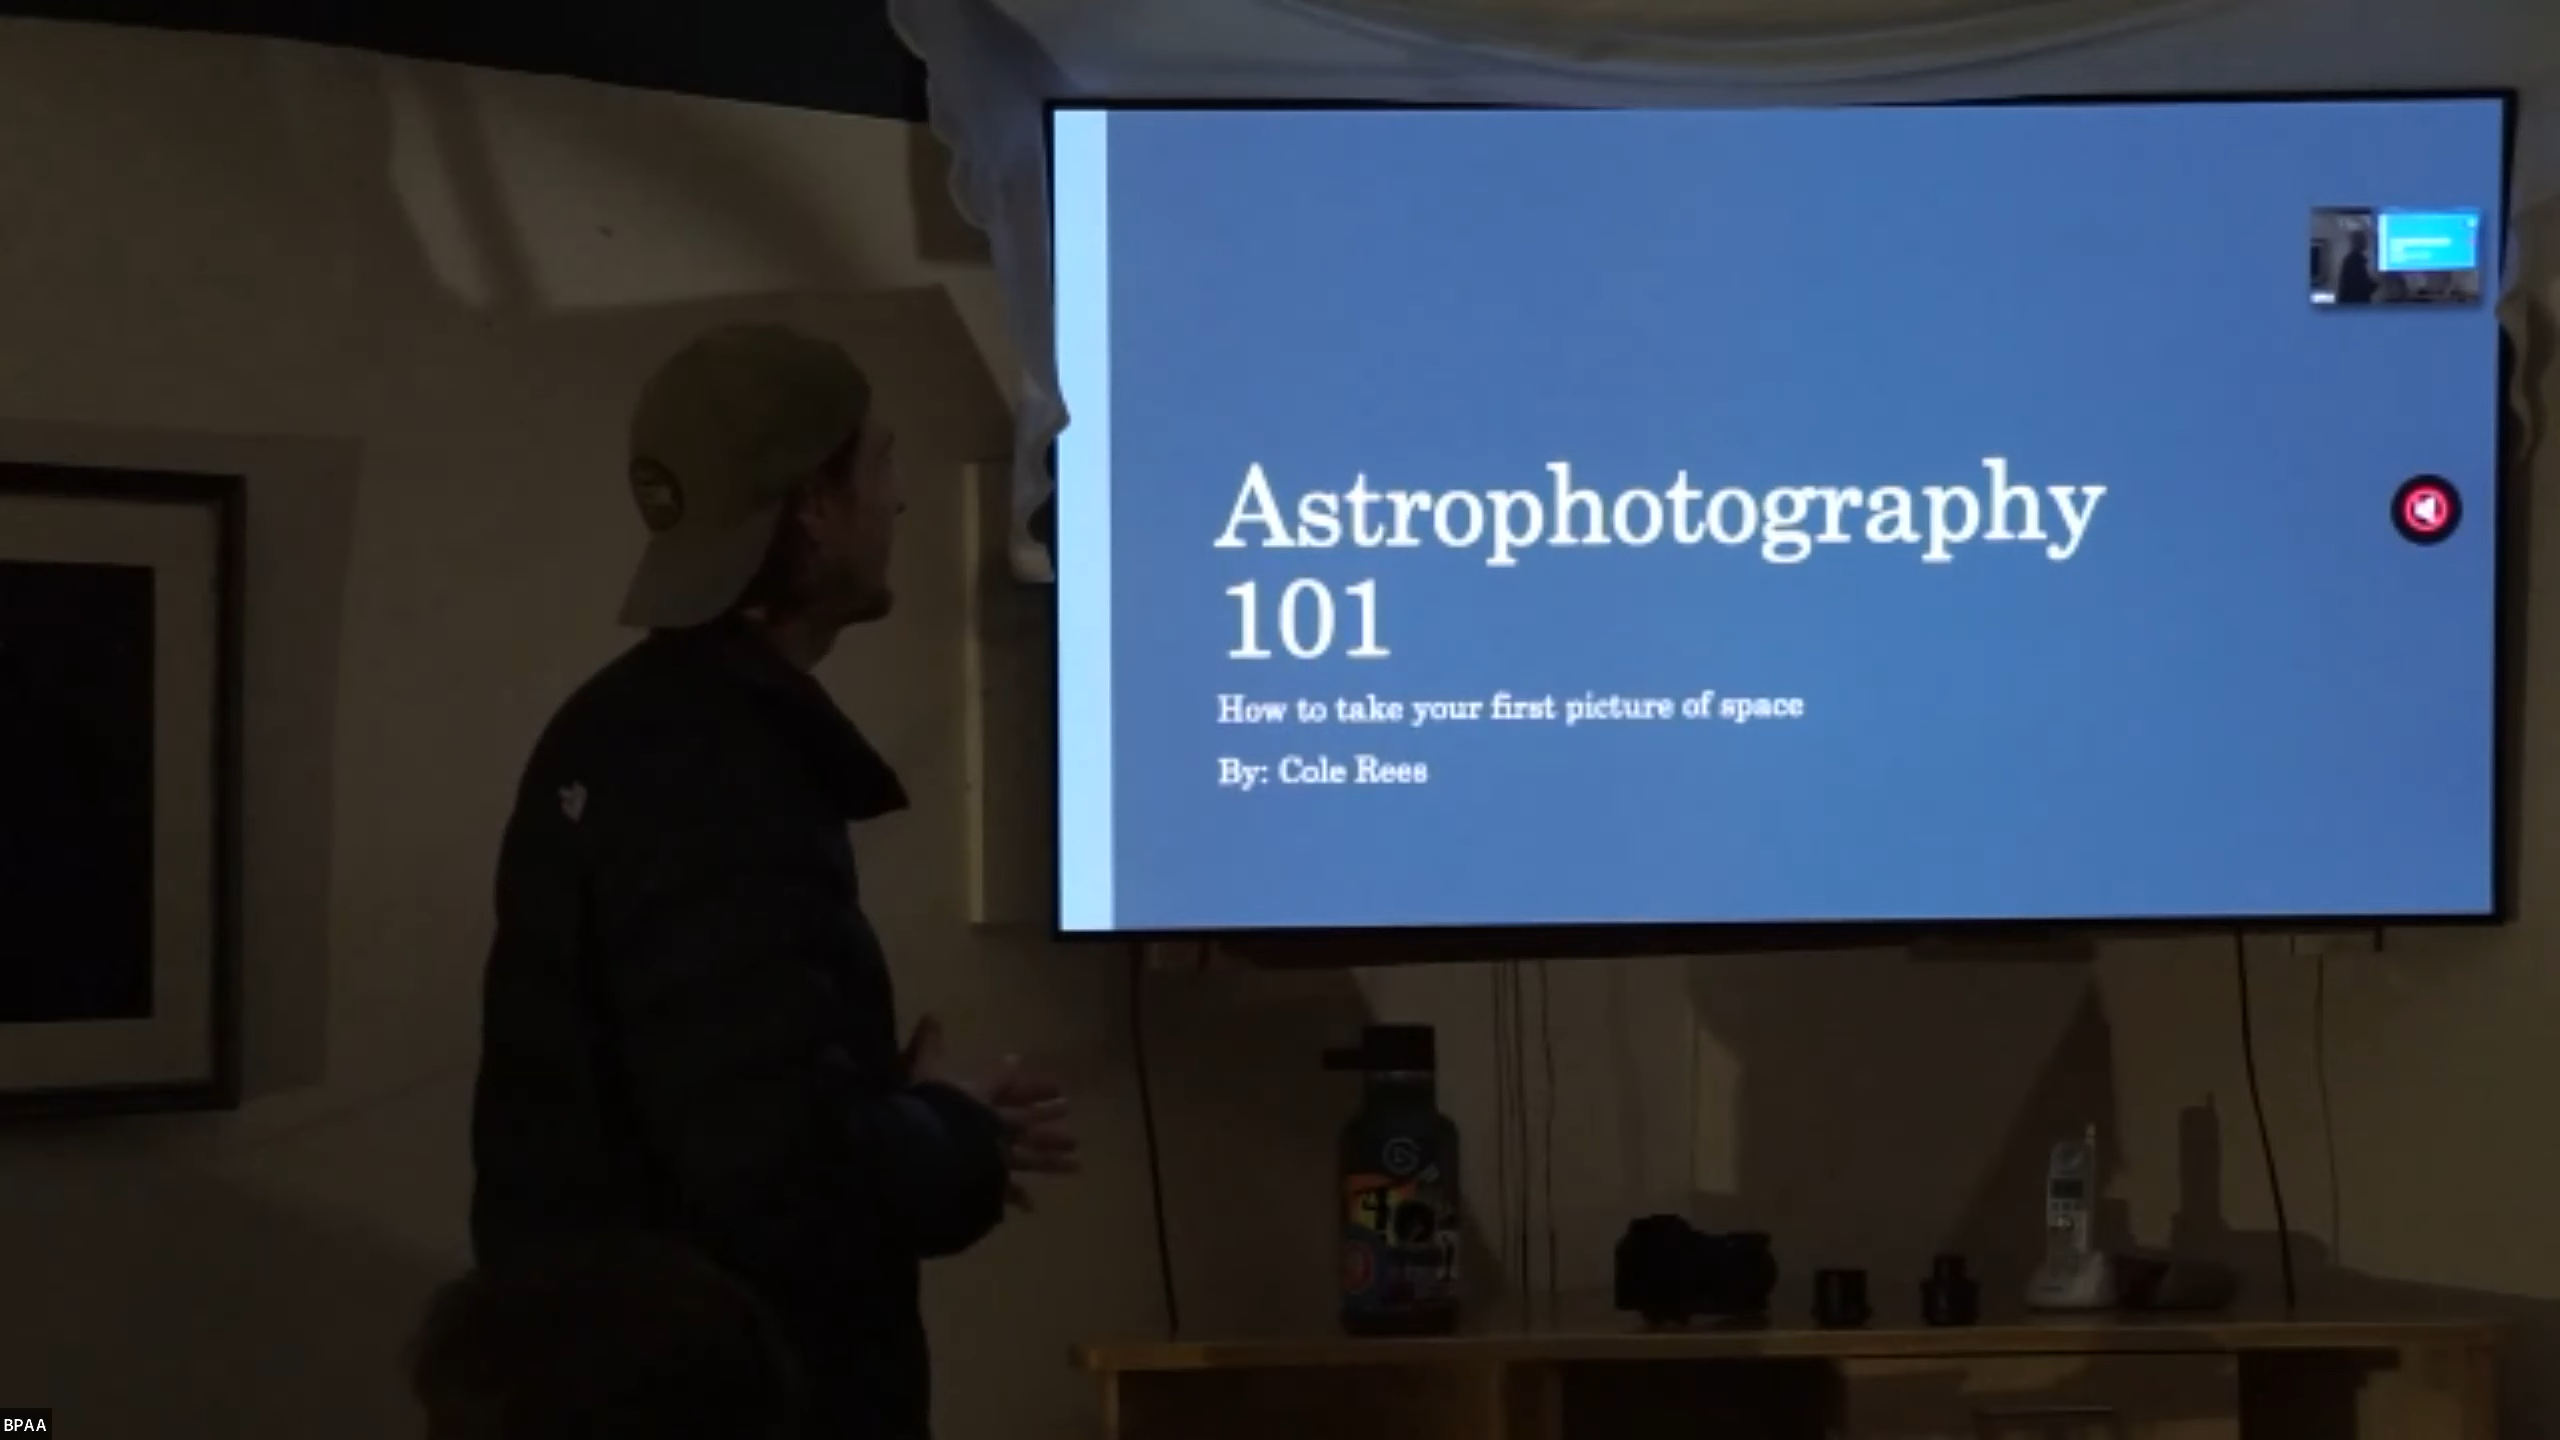 Astrophotography
101
How to take your first picture of space
By: Cole Rees
BPAA